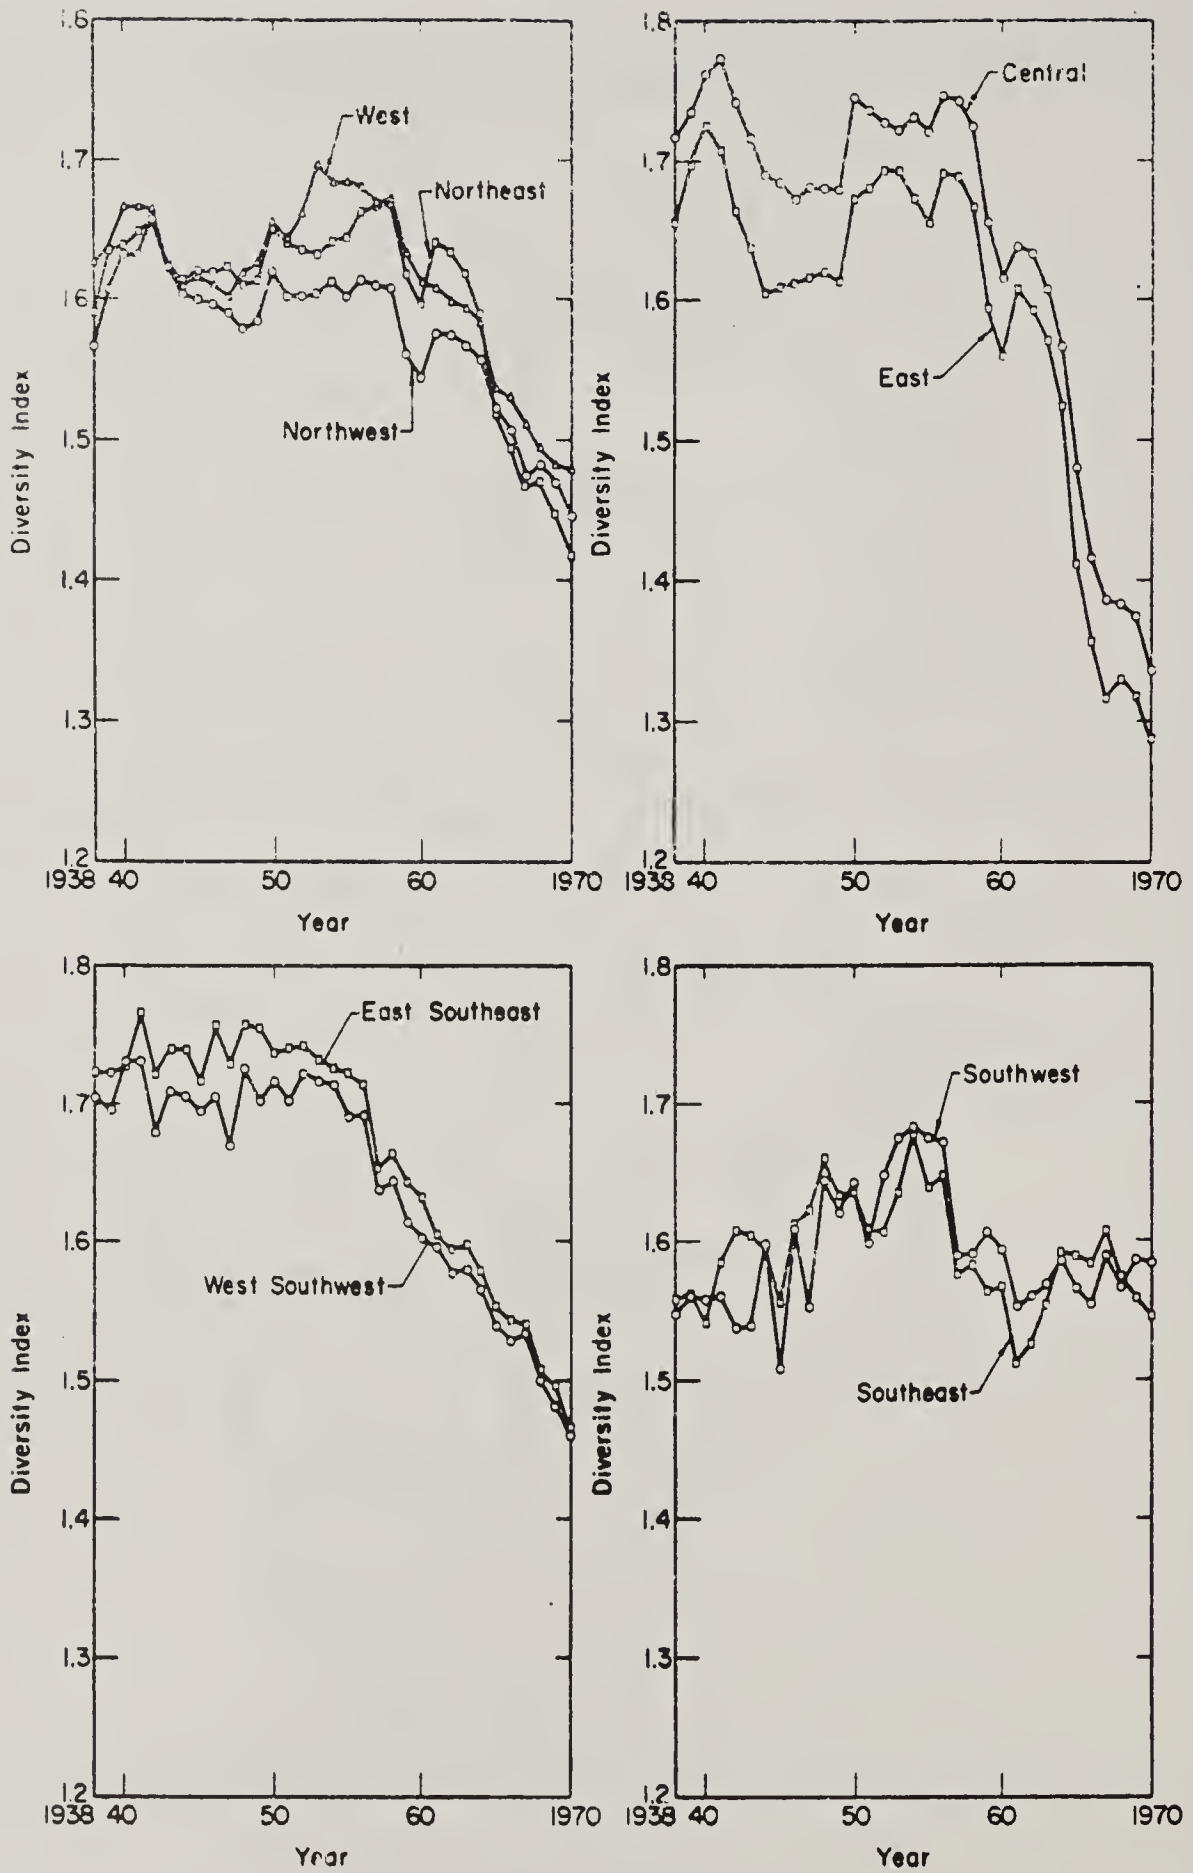 1.8
1.7
1.6
1.5
1.4
1.3
1.2
Diversity Index
West
Northeast
Northwest
1938 40 50 60 1970
Year
1.8
1.7
1.6
1.5
1.4
1.3
1.2
Diversity Index
Central
East
1938 40 50 60 1970
Year
1.8
1.7
1.6
1.5
1.4
1.3
1.2
Diversity Index
East Southeast
West Southwest
1938 40 50 60 1970
Year
1.8
1.7
1.6
1.5
1.4
1.3
1.2
Diversity Index
Southwest
Southeast
1938 40 50 60 1970
Year